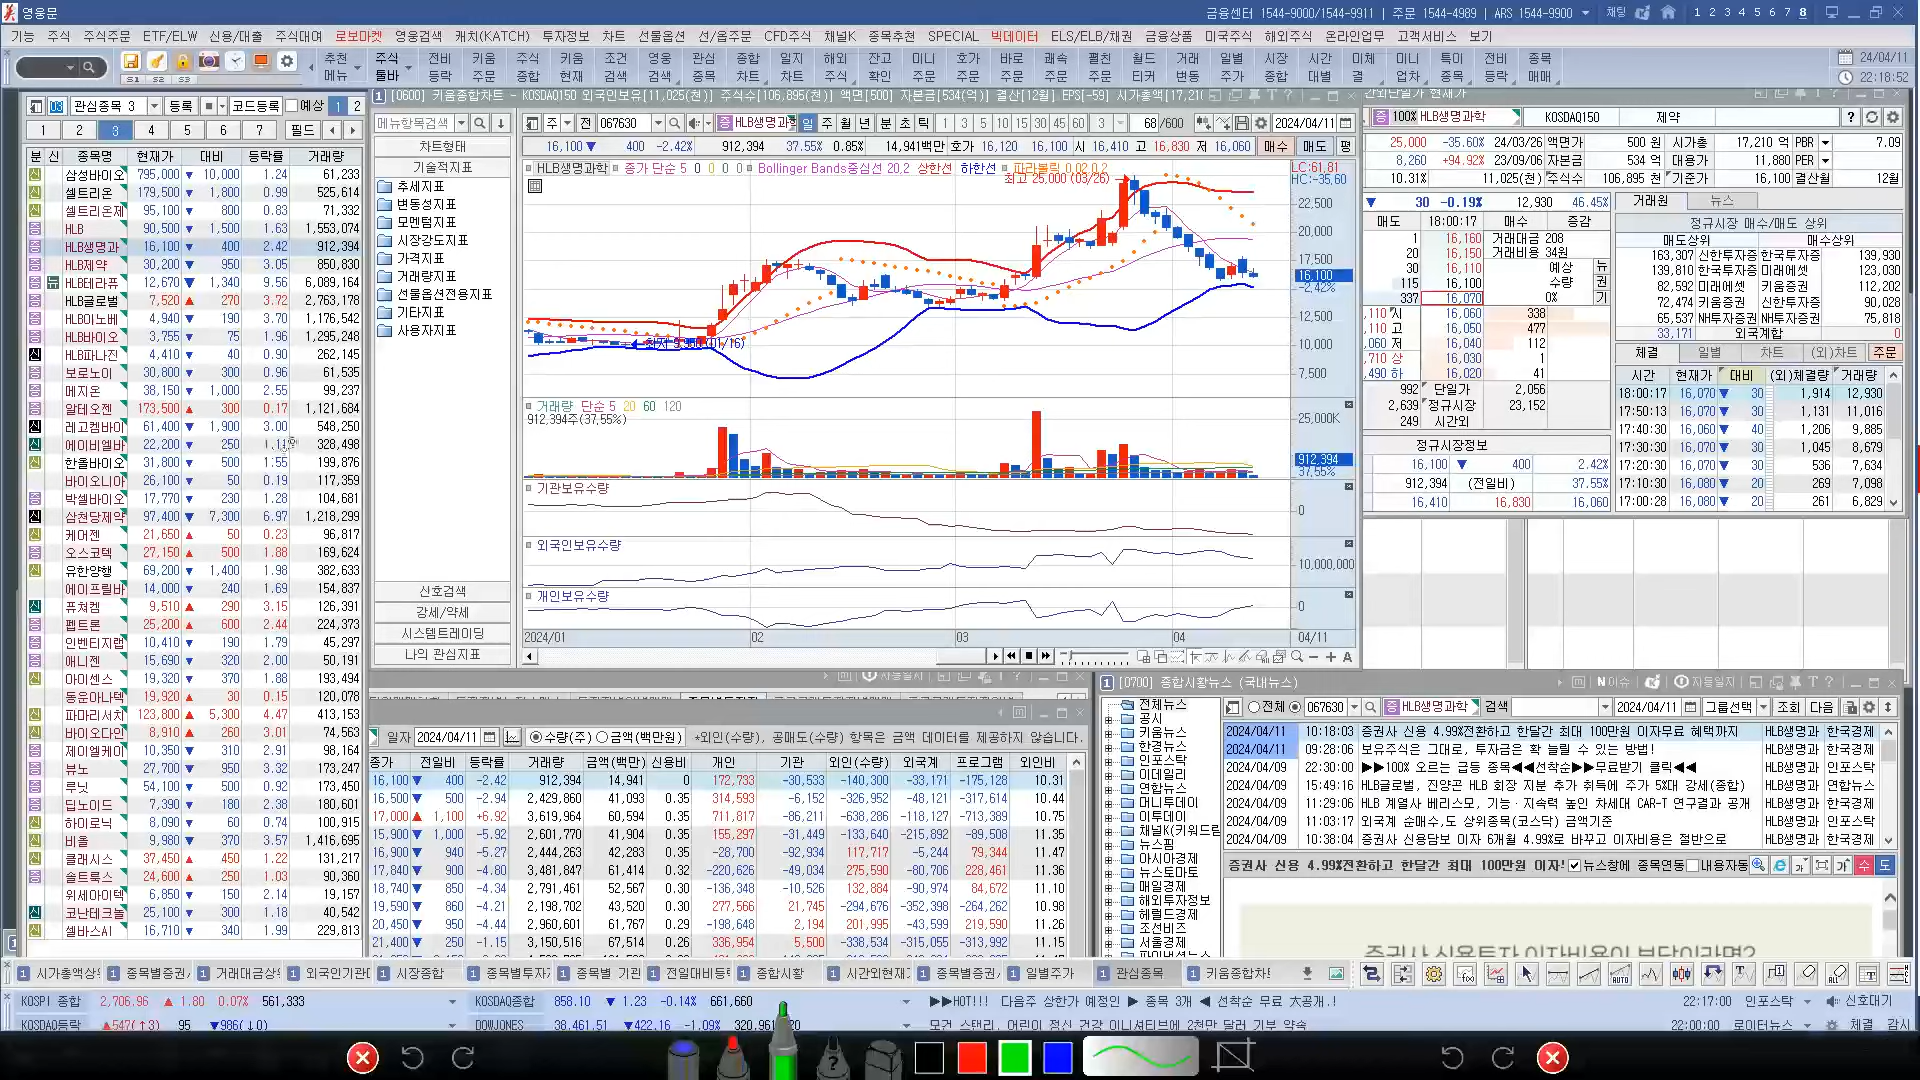 영웅문
금융센터 1544-9000/1544-9911 | 주문 1544-4989 | ARS 1544-9900 채팅 1 2 3 4 5 6 7 8
기능 주식 주식주문 ETF/ELW 신용/대출 주식대여 로보마켓 영웅검색 캐치(KATCH) 투자정보 차트 선물옵션 선/옵주문 CFD주식 채널K 종목추천 SPECIAL 빅데이터 ELS/ELB/채권 금융상품 미국주식 해외주식 온라인업무 고객서비스 보기
추천 메뉴 주식 툴바 전비 등락 키움 주문 주식 종합 키움 현재 조건 검색 영웅 검색 관심 종목 종합 차트 일지 차트 해외 주식 잔고 확인 미니 주문 호가 주문 바로 주문 쾌속 주문 펼친 주문 월드 티커 거래 변동 일별 주가 시장 종합 시간 대별 미체 결 미니 업차 특이 종목 전비 등락 종목 매매
24/04/11
22:18:52
관심종목 3 등록 코드등록 예상 1 2
1 2 3 4 5 6 7 필드
분 신 종목명 현재가 대비 등락률 거래량
삼성바이오 795,000 ▼ 10,000 1.24 61,233
셀트리온 179,500 ▼ 1,800 0.99 525,614
셀트리온제 95,100 ▼ 800 0.83 71,332
HLB 90,500 ▼ 1,500 1.63 1,553,074
HLB생명과 16,100 ▼ 400 2.42 912,394
HLB제약 30,200 ▼ 950 3.05 850,830
HLB테라퓨 12,670 ▼ 1,340 9.56 6,089,164
HLB글로벌 7,520 ▲ 270 3.72 2,763,178
HLB이노베 4,940 ▼ 190 3.70 1,176,542
HLB바이오 3,755 ▼ 75 1.96 3,295,248
HLB파나진 4,410 ▼ 40 0.90 262,145
보로노이 30,800 ▼ 300 0.96 61,535
메지온 38,150 ▼ 1,000 2.55 99,237
알테오젠 173,500 ▲ 300 0.17 1,121,684
레고켐바이 61,400 ▼ 1,900 3.00 548,250
에이비엘바 22,200 ▼ 250 328,498
한올바이오 31,800 ▼ 500 1.55 199,876
바이오니아 26,100 ▼ 50 0.19 117,359
박셀바이오 17,770 ▼ 230 1.28 104,681
삼천당제약 97,400 ▼ 7,300 6.97 1,218,299
케어젠 21,650 ▲ 50 0.23 96,817
오스코텍 27,150 ▲ 500 1.88 169,624
유한양행 69,200 ▼ 1,400 1.98 382,633
에이프릴바 14,000 ▼ 240 1.69 154,837
퓨쳐켐 9,510 ▲ 290 3.15 126,391
펩트론 25,200 ▲ 600 2.44 224,373
인벤티지랩 10,410 ▼ 190 1.79 45,297
애니젠 15,690 ▼ 320 2.00 50,191
아이센스 19,320 ▼ 370 1.88 193,494
동운아나텍 19,920 ▲ 30 0.15 120,078
파마리서치 123,800 ▲ 5,300 4.47 413,153
바이오다인 8,910 ▲ 260 3.01 74,563
제이엘케이 10,350 ▼ 310 2.91 98,164
뷰노 27,700 ▼ 950 3.32 173,247
루닛 54,100 ▼ 500 0.92 173,450
딥노이드 7,390 ▼ 180 2.38 180,601
하이로닉 8,090 ▼ 60 0.74 100,915
비올 9,980 ▼ 370 3.57 1,416,695
클래시스 37,450 ▲ 450 1.22 131,217
솔트룩스 24,600 ▲ 250 1.03 90,360
위세아이텍 6,850 ▼ 150 2.14 19,157
코난테크놀 25,100 ▼ 300 1.18 40,542
셀바스AI 16,710 ▼ 340 1.99 229,813
[0600] 키움종합차트 - KOSDAQ150 외국인보유[11,025(천)] 주식수[106,895(천)] 액면[500] 자본금[534(억)] 결산[12월] EPS[-59] 시가총액[17,210
메뉴항목검색
차트형태
기술적지표
추세지표
변동성지표
모멘텀지표
시장강도지표
가격지표
거래량지표
선물옵션전용지표
기타지표
사용자지표
신호검색
강세/약세
시스템트레이딩
나의 관심지표
주 전 067630 HLB생명과학 일 주 월 년 분 초 틱 1 3 5 10 15 30 45 60 3 68 /600 2024/04/11
16,100 ▼ 400 -2.42% 912,394 37.55% 0.85% 14,941백만 H호가 16,120 16,100 시 16,410 고 16,830 저 16,060 매수 매도 평
HLB생명과학 종가 단순 5 Bollinger Bands중심선 20,2 상한선 하한선 파라볼릭 0.02,0.2
최고 25,000 (03/26)
LC:61,81
HC:-35,60
22,500
20,000
17,500
16,100
-2.42%
12,500
10,000
7,500
거래량 단순 5 20 60 120
912,394주(37,55%)
25,000K
912,394
37.55%
기관보유수량
0
외국인보유수량
10,000,000
개인보유수량
0
2024/01 02 03 04 04/11
100% HLB생명과학 KOSDAQ150 제약
25,000 -35.60% 24/03/26 액면가 500 원 시가총 17,210 억 PBR 7.09
8,260 +94.92% 23/09/06 자본금 534 억 대용가 11,880 PER
10.31% 11,025(천) 주식수 106,895 천 기준가 16,100 결산월 12월
▼ 30 -0.19% 12,930 46.45%
매도 18:00:17 매수 증감
1 16,160 거래대금 208
20 16,150 거래비용 34원
30 16,110 예상
115 16,100 수량
337 16,070 0%
16,060 338
16,050 477
16,040 112
16,030 1
16,020 41
992 단일가 2,056
2,639 정규시장 23,152
249 시간외
정규시장정보
16,100 ▼ 400 2.42%
912,394 (전일비) 37.55%
16,410 16,830 16,060
거래원 뉴스
정규시장 매수/매도 상위
매도상위 매수상위
163,307 신한투자증 한국투자증 139,930
139,810 한국투자증 미래에셋 123,030
82,592 미래에셋 키움증권 112,202
72,474 키움증권 신한투자증 90,028
65,537 NH투자증권 NH투자증권 75,818
33,171 외국계합 0
체결 일별 차트 (외)차트 주문
시간 현재가 대비 (외)체결량 거래량
18:00:17 16,070 ▼ 30 1,914 12,930
17:50:13 16,070 ▼ 30 1,131 11,016
17:40:30 16,060 ▼ 40 1,206 9,885
17:30:30 16,070 ▼ 30 1,045 8,679
17:20:30 16,070 ▼ 30 536 7,634
17:10:30 16,080 ▼ 20 269 7,098
17:00:28 16,080 ▼ 20 261 6,829
일자 2024/04/11 수량(주) 금액(백만원) *외인(수량), 공매도(수량) 항목은 금액 데이터를 제공하지 않습니다.
종가 전일비 등락률 거래량 금액(백만) 신용비 개인 기관 외인(수량) 외국계 프로그램 외인비
16,100 ▼ 400 -2.42 912,394 14,941 0 172,733 -30,533 -140,300 -33,171 -175,128 10.31
16,500 ▼ 500 -2.94 2,429,860 41,093 0.35 314,593 -6,152 -326,952 -48,121 -317,614 10.44
17,000 ▲ 1,100 +6.92 3,619,964 60,594 0.35 711,817 -86,211 -638,286 -118,127 -713,389 10.75
15,900 ▼ 1,000 -5.92 2,601,770 41,904 0.35 155,297 -31,449 -133,640 -215,892 -89,508 11.35
16,900 ▼ 940 -5.27 2,444,263 42,283 0.35 -28,700 -92,934 117,717 -5,244 79,344 11.47
17,840 ▼ 900 -4.80 3,481,847 61,414 0.32 -220,626 -49,033 275,590 -80,706 228,461 11.36
18,740 ▼ 850 -4.34 2,791,461 52,567 0.30 -136,348 -10,526 132,884 -90,974 84,672 11.10
19,590 ▼ 860 -4.21 2,198,702 43,520 0.30 277,566 21,745 -294,676 -352,398 -264,102 10.98
20,450 ▼ 950 -4.44 2,960,601 61,767 0.29 -198,648 2,194 201,995 -43,599 219,590 11.26
21,400 ▼ 250 -1.15 3,150,516 67,514 0.26 336,954 5,500 -338,534 -315,055 -313,992 11.15
[0700] 종합시황뉴스 (국내뉴스)
전체뉴스
공시
키움뉴스
한경뉴스
인포스탁
이데일리
연합뉴스
머니투데이
이투데이
채널K(키워드림
뉴스핌
아시아경제
뉴스토마토
매일경제
해외투자정보
헤럴드경제
조선비즈
서울경제
전체 067630 HLB생명과학 검색 2024/04/11 그룹선택 조회 다음
2024/04/11 10:18:03 증권사 신용 4.99%전환하고 한달간 최대 100만원 이자무료 혜택까지 HLB생명과 한국경제
2024/04/11 09:28:06 보유주식은 그대로, 투자금은 확 늘릴 수 있는 방법! HLB생명과 한국경제
2024/04/09 22:30:00 ▶▶100% 오르는 급등 종목◀◀선착순▶▶무료받기 클릭◀◀ HLB생명과 인포스탁
2024/04/09 15:49:16 HLB글로벌, 진양곤 HLB 회장 지분 추가 취득에 주가 5%대 강세(종합) HLB생명과 연합뉴스
2024/04/09 11:29:06 HLB 계열사 베리스모, 기능·지속력 높인 차세대 CAR-T 연구결과 공개 HLB생명과 이투데이
2024/04/09 11:03:17 외국계 순매수,도 상위종목(코스닥) 금액기준 HLB생명과 한국경제
2024/04/09 10:38:04 증권사 신용담보 이자 6개월 4.99%로 바꾸고 이자비용은 절반으로 HLB생명과 한국경제
증권사 신용 4.99%전환하고 한달간 최대 100만원 이자! 뉴스창에 종목연동 내용자동
증권사 신용투자 이자비용이 부담이라면?
시가총액상 종목별증권 거래대금상 외국인기관 시장종합 종목별투자 종목별 기관 전일대비등 종합시황 시간외현재 종목별증권 일별주가 관심종목 키움종합차
KOSPI 종합 2,706.96 ▲ 1.80 0.07% 561,333 KOSDAQ종합 858.10 ▼ 1.23 -0.14% 661,660 ▶▶HOT!!! 다음주 상한가 예정인 ▶ 종목 3개 ◀ 선착순 무료 大공개.! 22:17:00 인포스탁 신호대기
KOSDAQ등락 ▲547(↑3) 95 ▼986(↓0) DOWJONES 38,461.51 ▼422.16 -1.09% 모건 스탠리, 어린이 정신 건강 이니셔티브에 2천만 달러 기부 약속 22:00:00 로이터뉴스 체결 감시